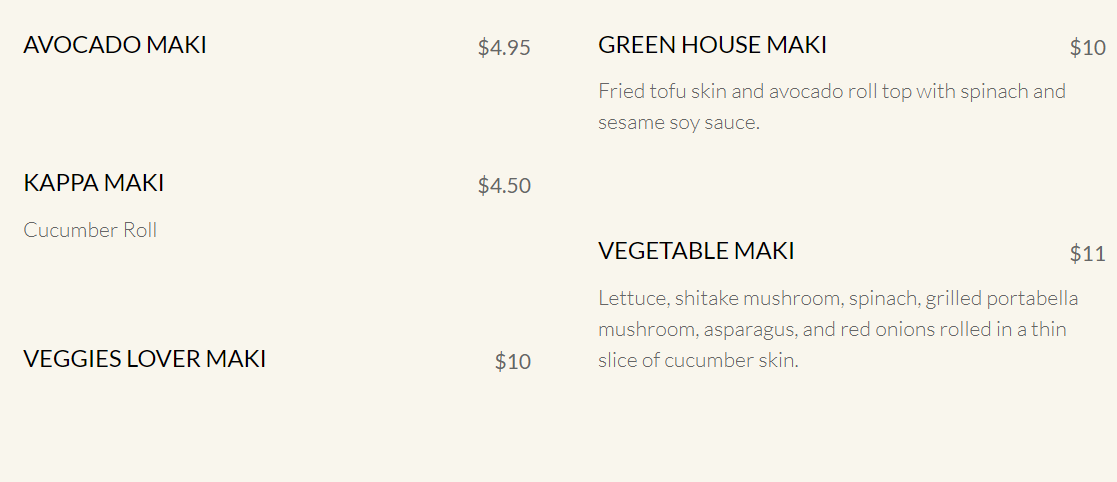 AVOCADO MAKI $4.95
KAPPA MAKI $4.50
Cucumber Roll
VEGGIES LOVER MAKI $10
GREEN HOUSE MAKI $10
Fried tofu skin and avocado roll top with spinach and
sesame soy sauce.
VEGETABLE MAKI $11
Lettuce, shitake mushroom, spinach, grilled portabella
mushroom, asparagus, and red onions rolled in a thin
slice of cucumber skin.